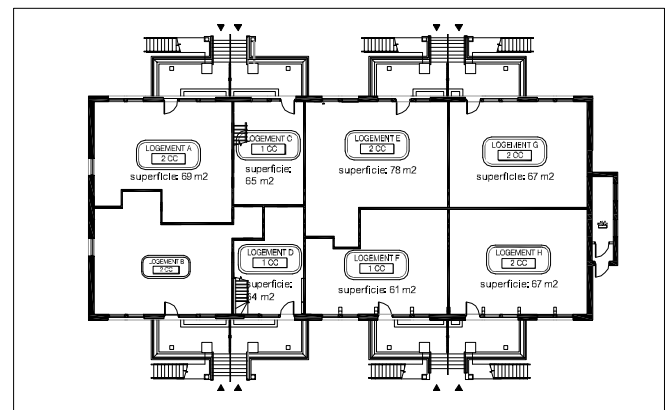 LOGEMENT A
2 CC
superficie: 69 m2
LOGEMENT C
1 CC
superficie:
65 m2
LOGEMENT E
2 CC
superficie: 78 m2
LOGEMENT G
2 CC
superficie: 67 m2
LOGEMENT B
2 CC
LOGEMENT D
1 CC
superficie:
64 m2
LOGEMENT F
1 CC
superficie: 61 m2
LOGEMENT H
2 CC
superficie: 67 m2